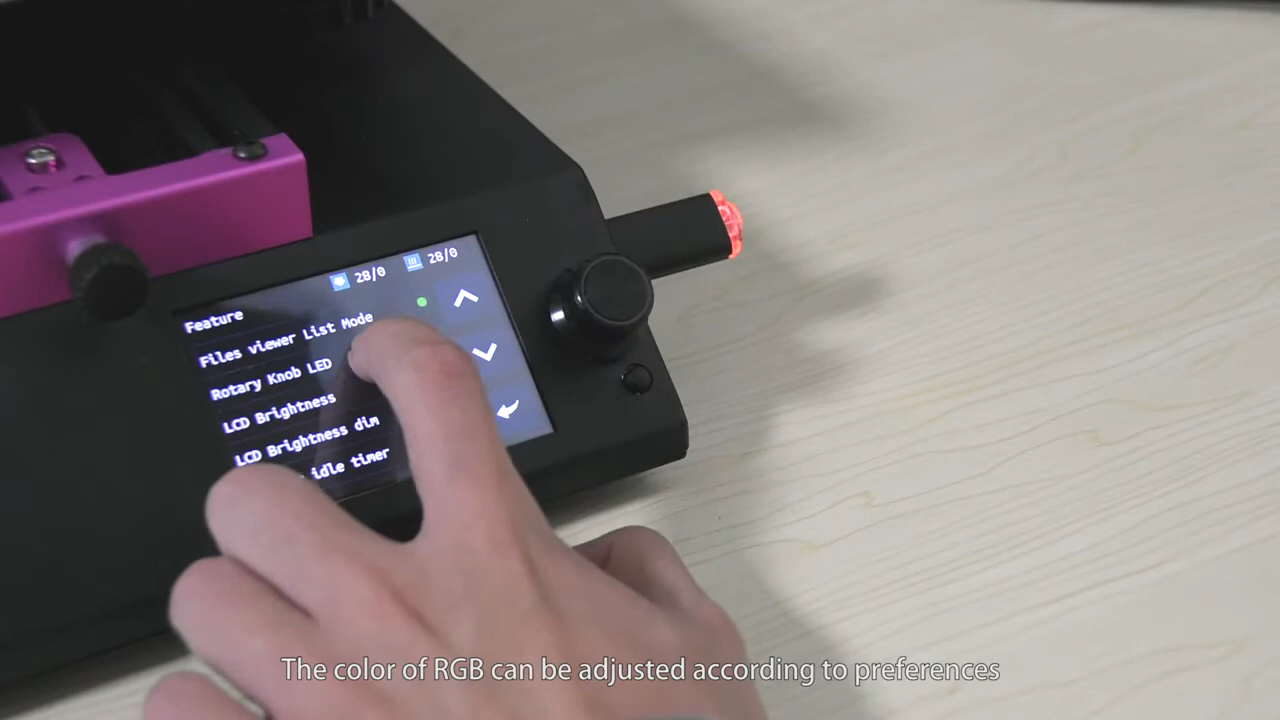 28/0 28/0
Feature
Files viewer List Mode
Rotary Knob LED
LCD Brightness
LCD Brightness dim
idle timer
The color of RGB can be adjusted according to preferences